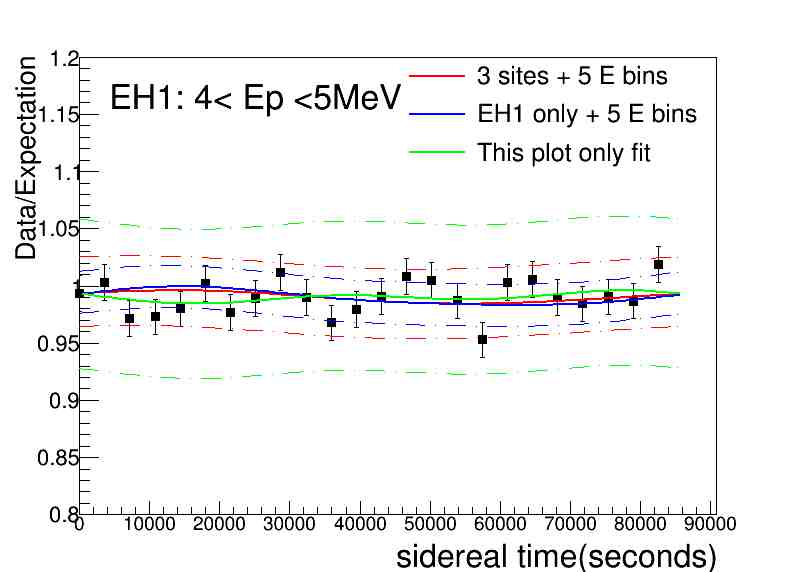 EH1: 4< Ep <5MeV
3 sites + 5 E bins
EH1 only + 5 E bins
This plot only fit
Data/Expectation
1.2
1.15
1.1
1.05
1
0.95
0.9
0.85
0.8
0 10000 20000 30000 40000 50000 60000 70000 80000 90000
sidereal time(seconds)